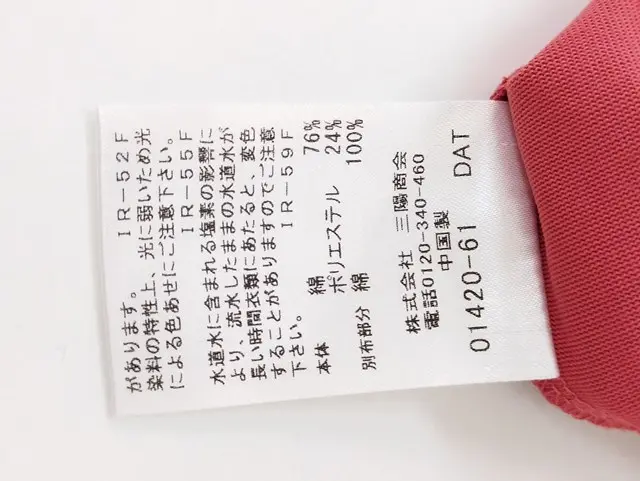 があります。 IR-52F
染料の特性上、光に弱いため光
による色あせにご注意下さい。
IR-55F
水道水に含まれる塩素の影響に
より、流水したままの水道水が
長い時間衣類にあたると、変色
することがありますのでご注意
下さい。 IR-59F
本体 綿 76%
ポリエステル 24%
別布部分 綿 100%
株式会社 三陽商会
電話0120-340-460
中国製
01420-61 DAT